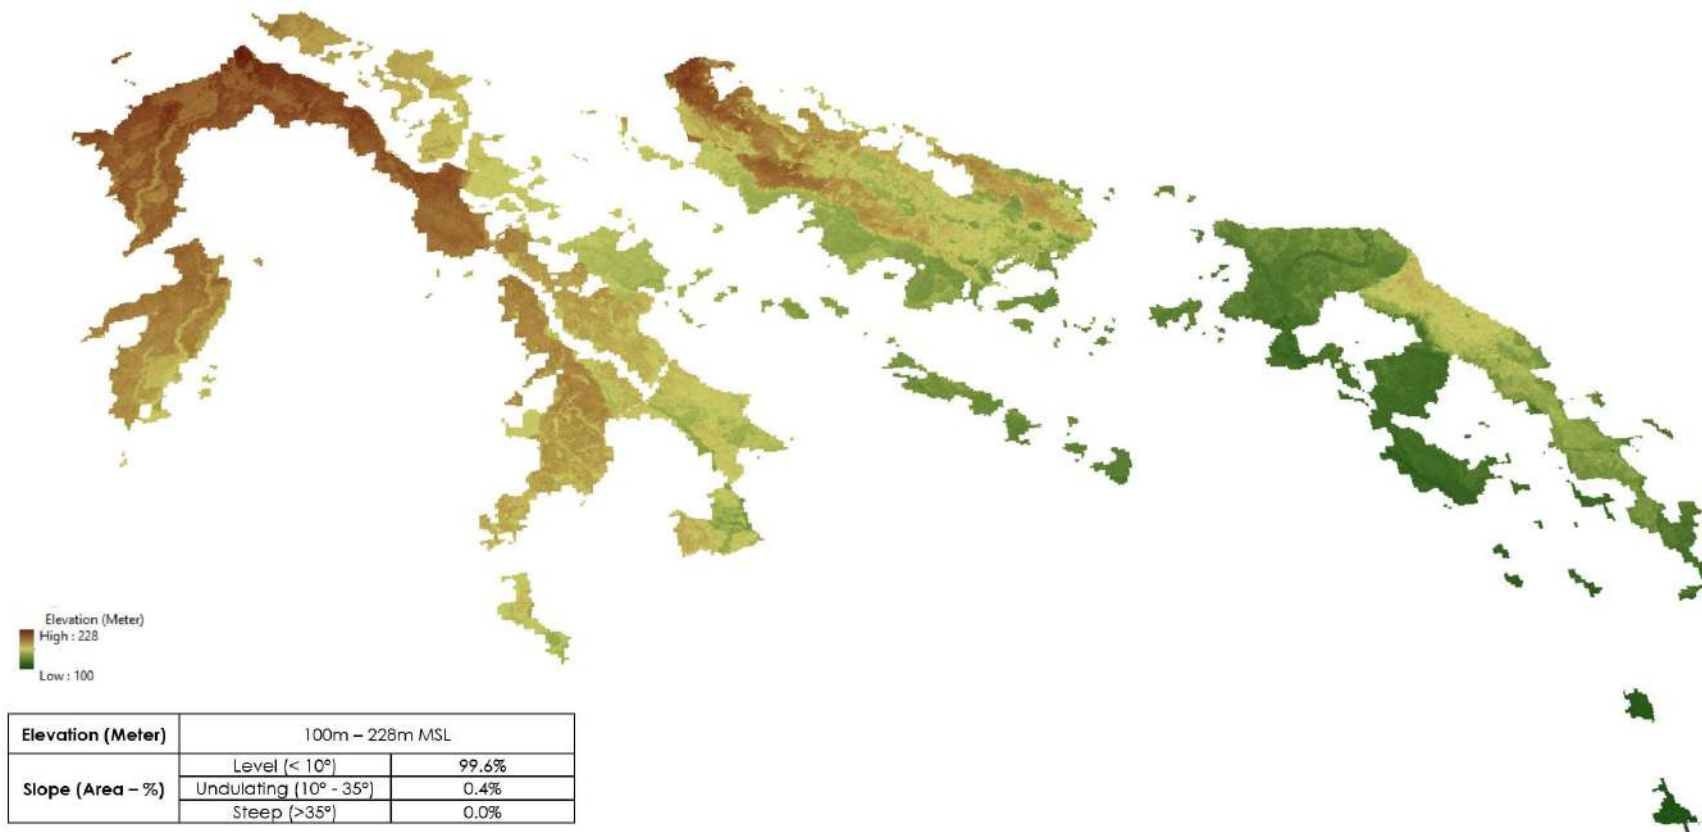 Elevation (Meter)
High : 228
Low : 100
Elevation (Meter) 100m – 228m MSL
Slope (Area – %) Level (< 10°) 99.6%
Undulating (10° - 35°) 0.4%
Steep (>35°) 0.0%